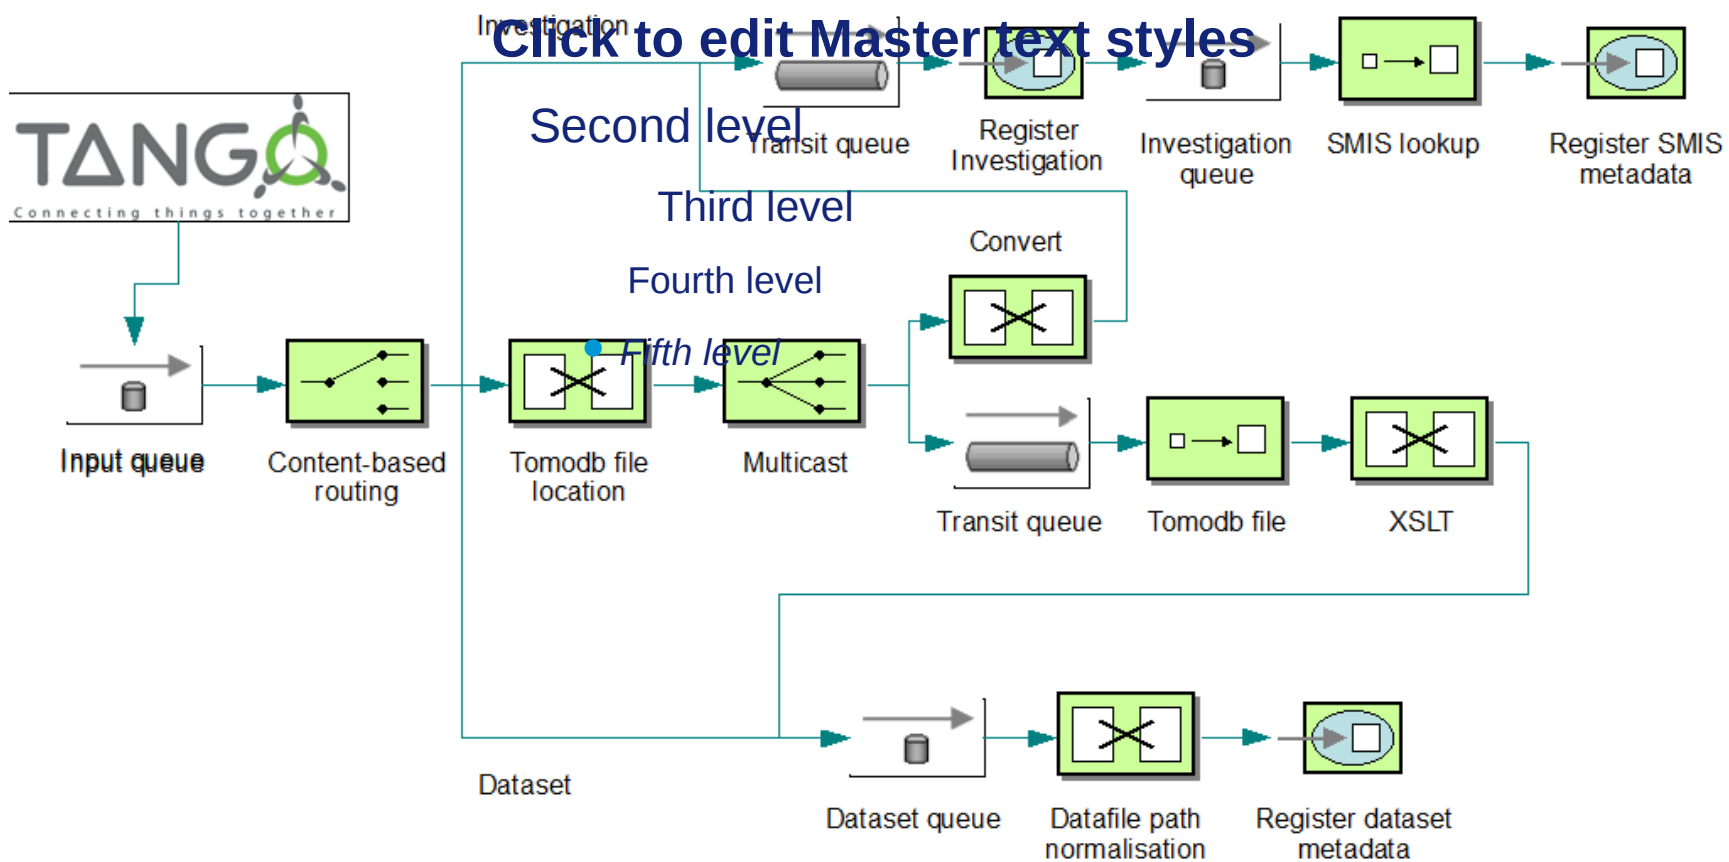 Investigation
Click to edit Master text styles
TANGO
Connecting things together
Second level
Transit queue
Register
Investigation
Investigation
queue
SMIS lookup
Register SMIS
metadata
Third level
Convert
Fourth level
Fifth level
Input queue
Content-based
routing
Tomodb file
location
Multicast
Transit queue
Tomodb file
XSLT
Dataset
Dataset queue
Datafile path
normalisation
Register dataset
metadata